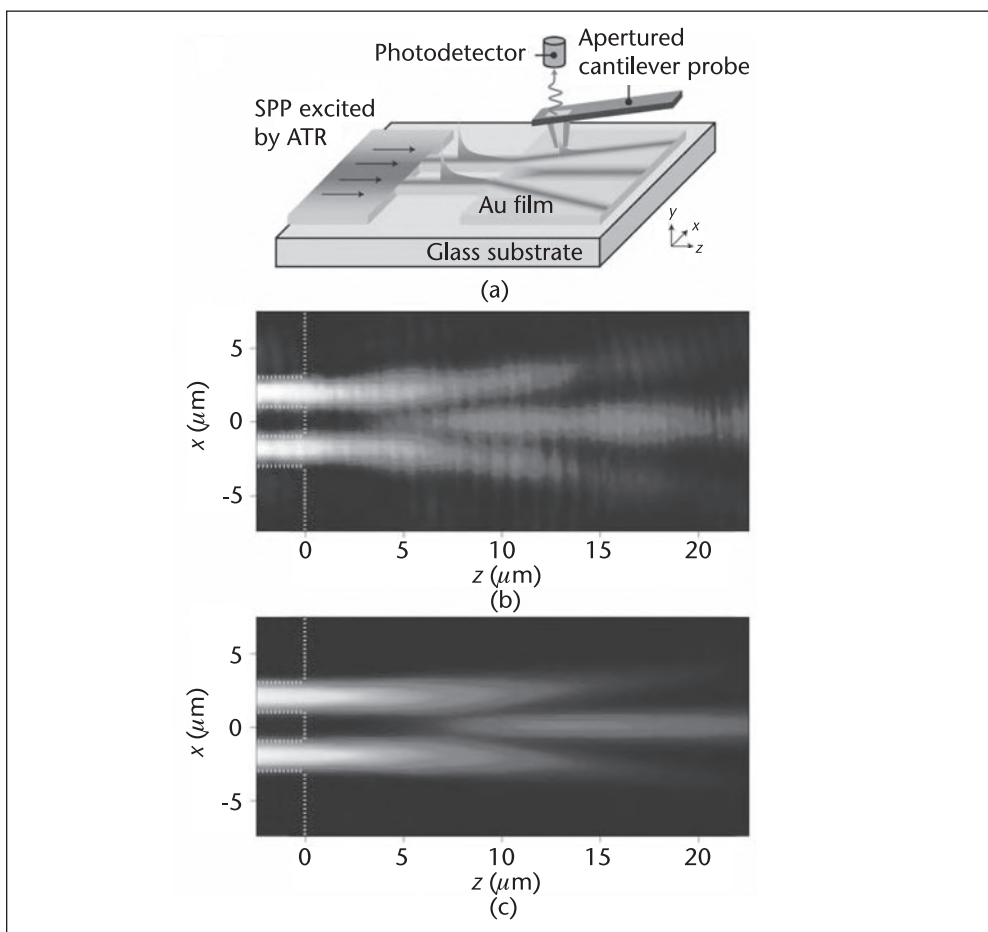 Photodetector
Apertured
cantilever probe
SPP excited
by ATR
Au film
Glass substrate
y
x
z
(a)
5
0
-5
x (μm)
0 5 10 15 20
z (μm)
(b)
5
0
-5
x (μm)
0 5 10 15 20
z (μm)
(c)